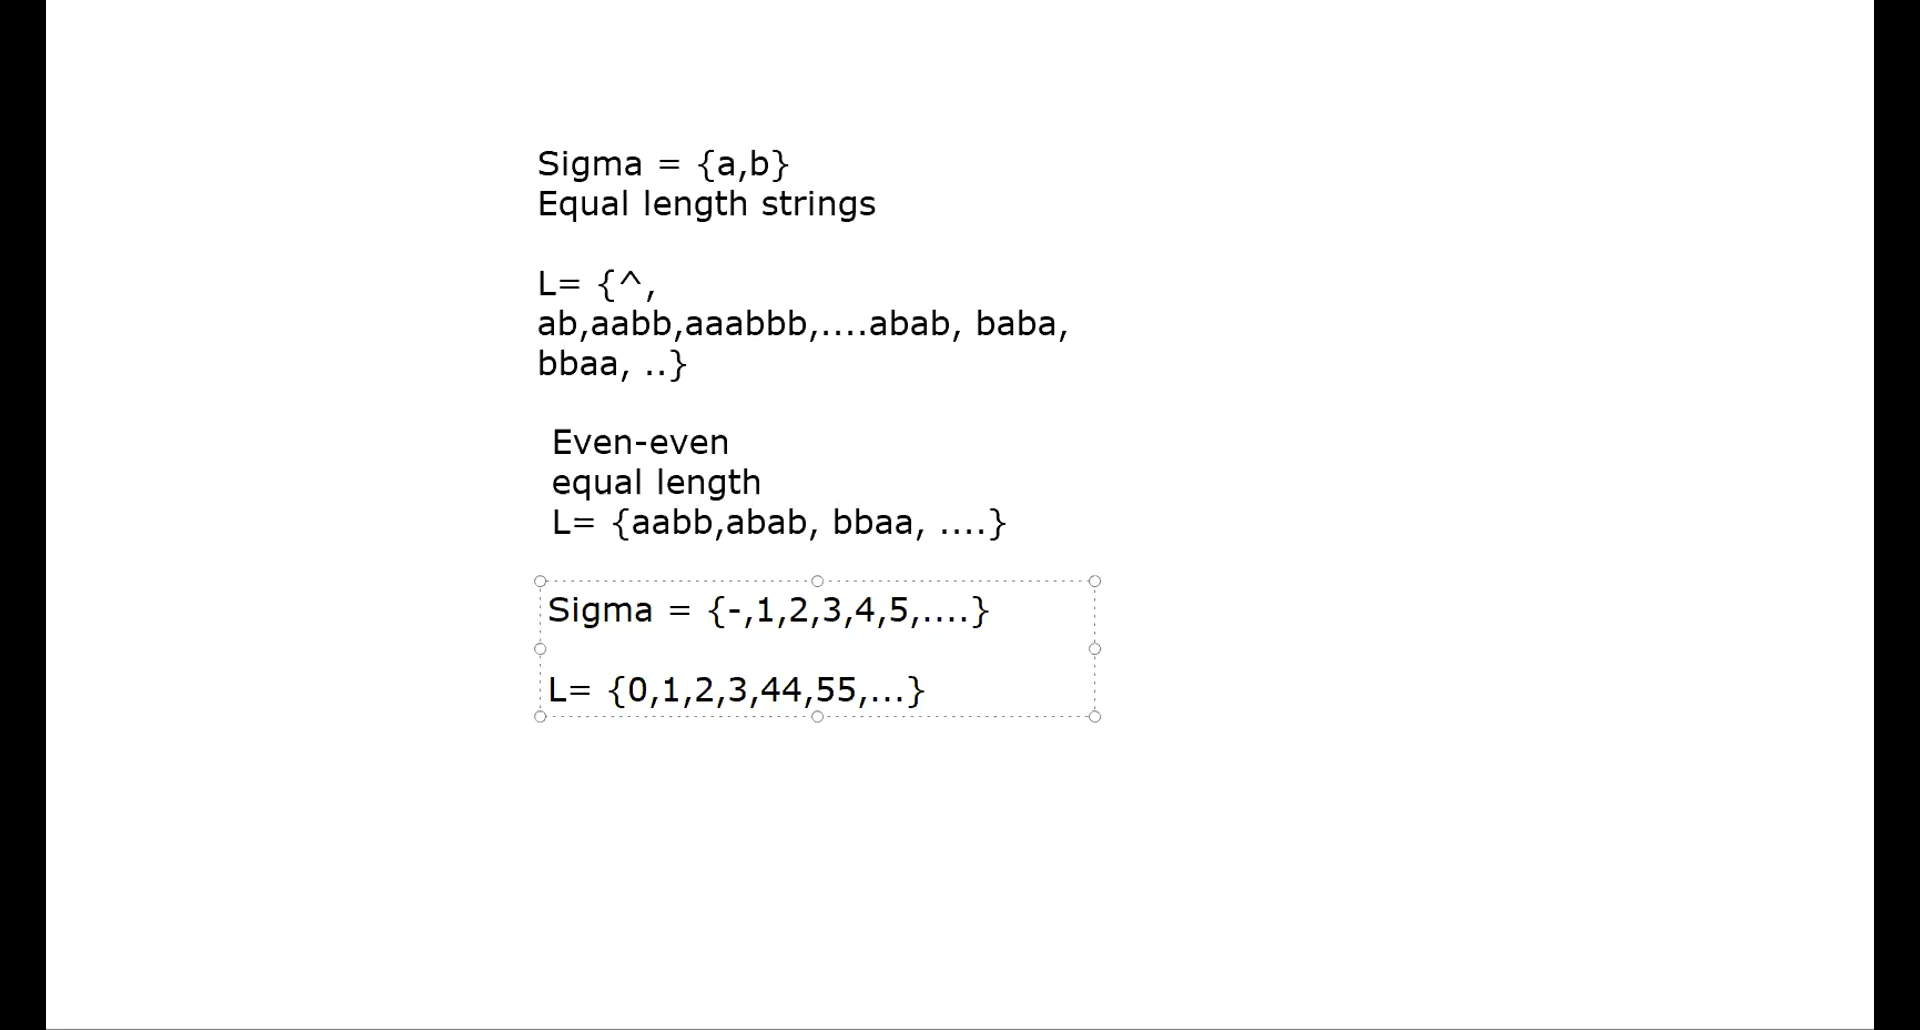 Sigma = {a,b}
Equal length strings
L= {^,
ab,aabb,aaabbb,....abab, baba,
bbaa, ..}
Even-even
equal length
L= {aabb,abab, bbaa, ....}
Sigma = {-,1,2,3,4,5,....}
L= {0,1,2,3,44,55,...}